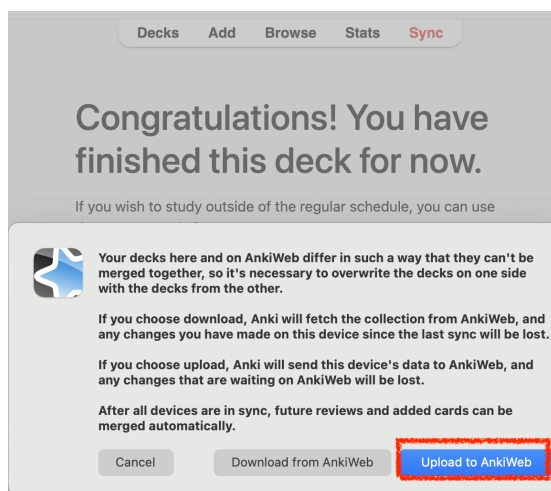 Decks Add Browse Stats Sync
Congratulations! You have
finished this deck for now.
If you wish to study outside of the regular schedule, you can use
Your decks here and on AnkiWeb differ in such a way that they can't be
merged together, so it's necessary to overwrite the decks on one side
with the decks from the other.
If you choose download, Anki will fetch the collection from AnkiWeb, and
any changes you have made on this device since the last sync will be lost.
If you choose upload, Anki will send this device's data to AnkiWeb, and
any changes that are waiting on AnkiWeb will be lost.
After all devices are in sync, future reviews and added cards can be
merged automatically.
Cancel Download from AnkiWeb Upload to AnkiWeb